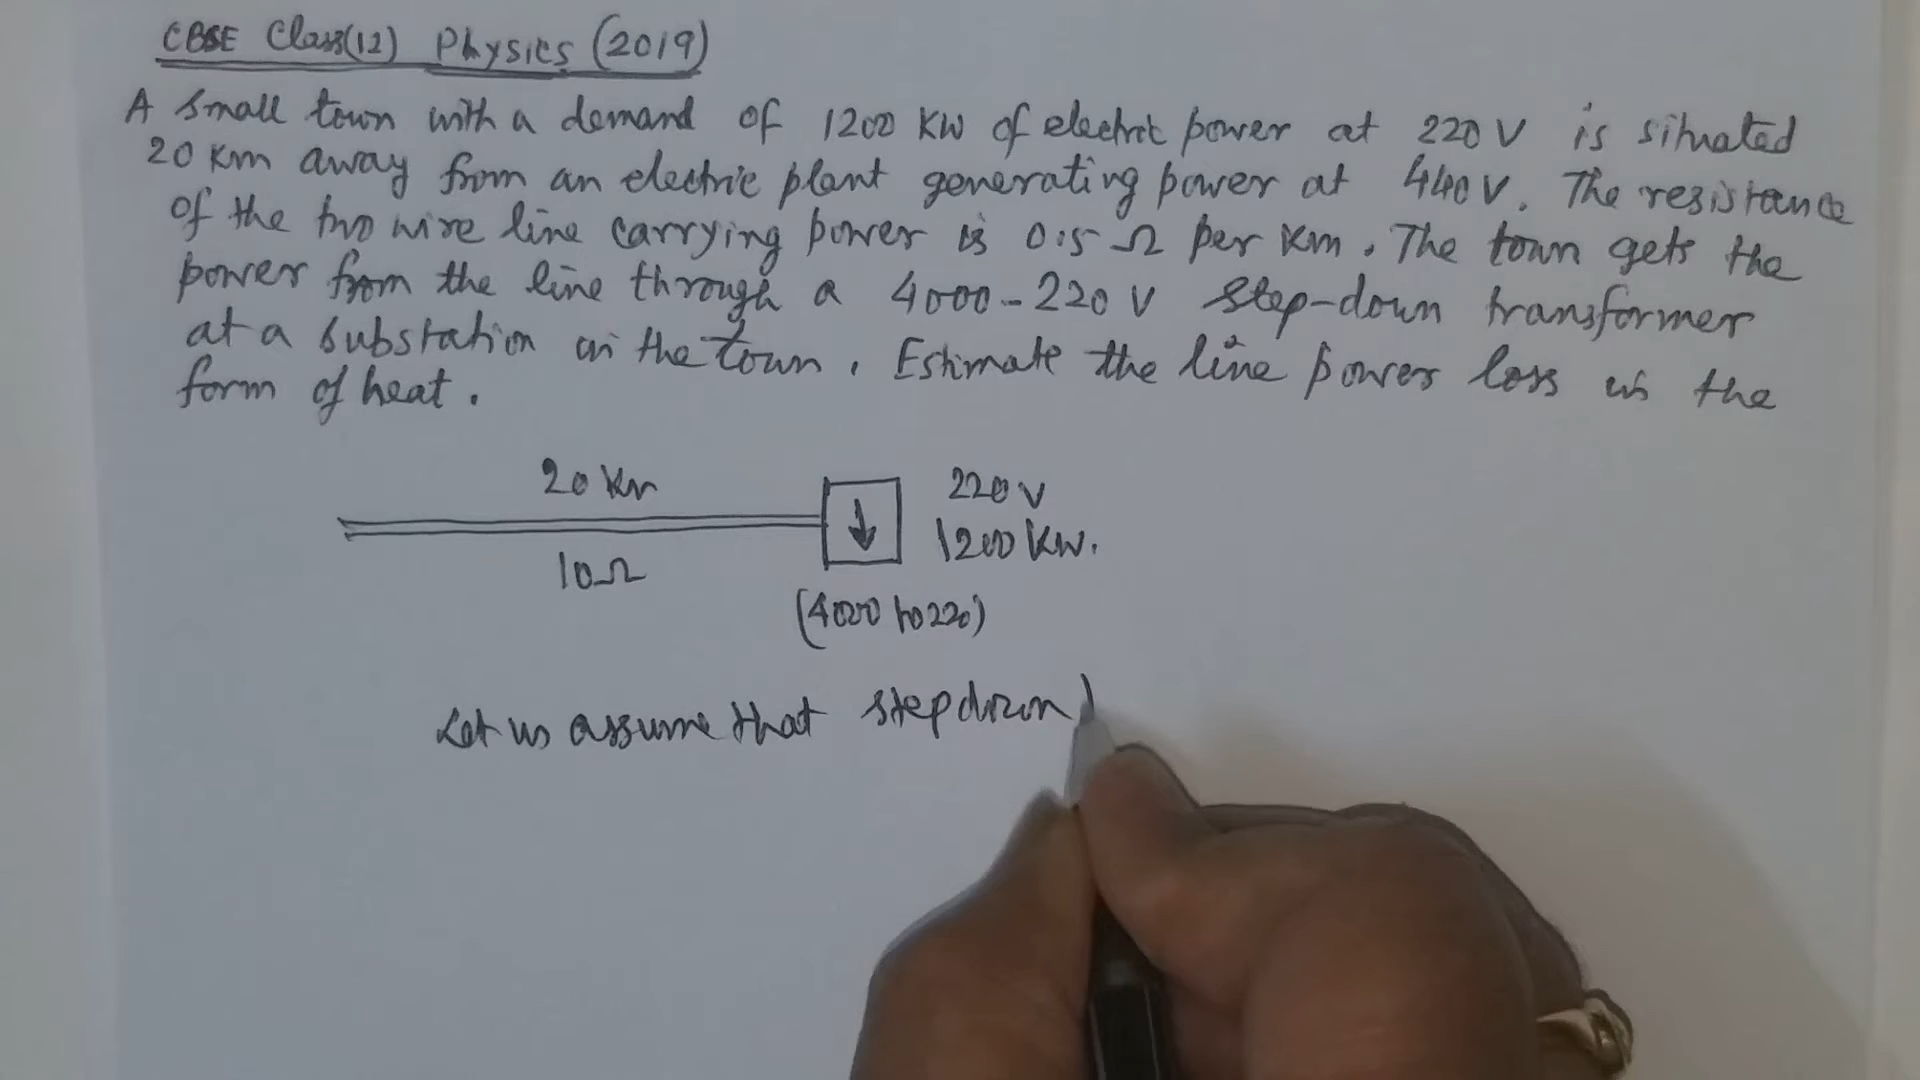 CBSE Class(12) Physics (2019)
A small town with a demand of 1200 KW of electric power at 220 V is situated
20 Km away from an electric plant generating power at 440 V. The resistance
of the two wire line carrying power is 0.5 Ω per Km. The town gets the
power from the line through a 4000-220 V step-down transformer
at a substation in the town. Estimate the line power loss in the
form of heat.
20 Km
10Ω
220 V
1200 KW.
(4000 to 220)
Let us assume that step down